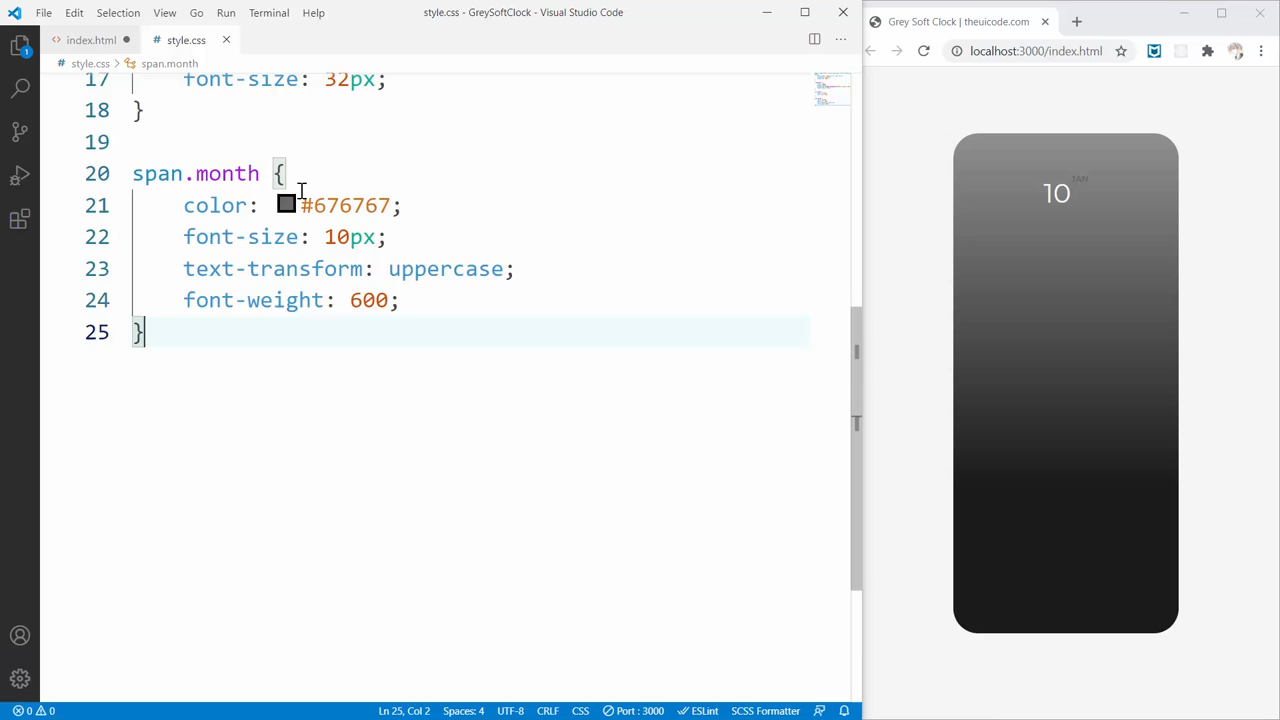 File Edit Selection View Go Run Terminal Help
style.css - GreySoftClock - Visual Studio Code
index.html
style.css
style.css
span.month
17 font-size: 32px;
18 }
19
20 span.month {
21 color: #676767;
22 font-size: 10px;
23 text-transform: uppercase;
24 font-weight: 600;
25 }
1
0 0
Ln 25, Col 2 Spaces: 4 UTF-8 CRLF CSS Port : 3000 ESLint SCSS Formatter
Grey Soft Clock | theuicode.com
localhost:3000/index.html
JAN
10